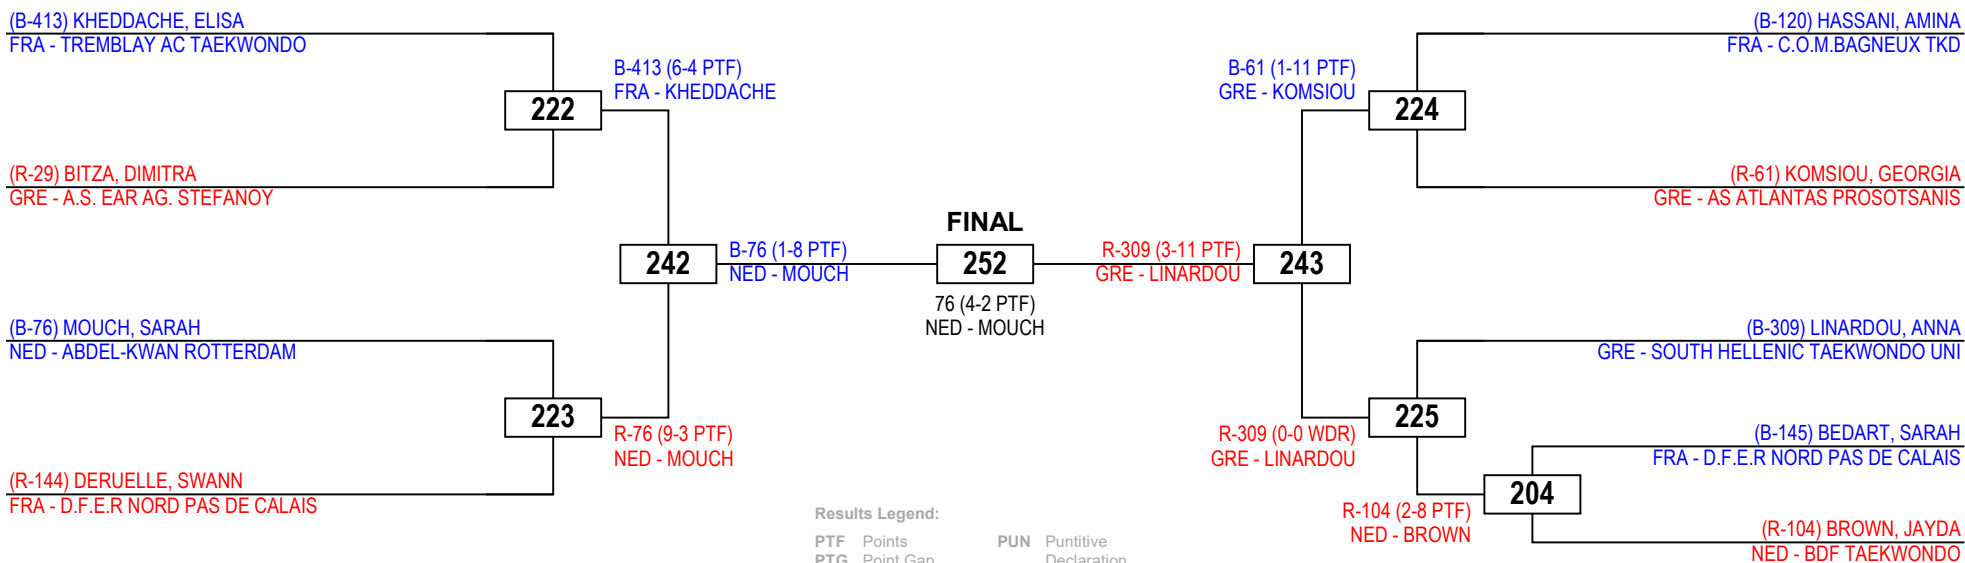 (B-413) KHEDDACHE, ELISA
FRA - TREMBLAY AC TAEKWONDO
B-413 (6-4 PTF)
FRA - KHEDDACHE
222
(R-29) BITZA, DIMITRA
GRE - A.S. EAR AG. STEFANOY
242
B-76 (1-8 PTF)
NED - MOUCH
(B-76) MOUCH, SARAH
NED - ABDEL-KWAN ROTTERDAM
223
R-76 (9-3 PTF)
NED - MOUCH
(R-144) DERUELLE, SWANN
FRA - D.F.E.R NORD PAS DE CALAIS
FINAL
252
76 (4-2 PTF)
NED - MOUCH
(B-120) HASSANI, AMINA
FRA - C.O.M.BAGNEUX TKD
B-61 (1-11 PTF)
GRE - KOMSIOU
224
(R-61) KOMSIOU, GEORGIA
GRE - AS ATLANTAS PROSOTSANIS
R-309 (3-11 PTF)
GRE - LINARDOU
243
(B-309) LINARDOU, ANNA
GRE - SOUTH HELLENIC TAEKWONDO UNI
225
R-309 (0-0 WDR)
GRE - LINARDOU
(B-145) BEDART, SARAH
FRA - D.F.E.R NORD PAS DE CALAIS
204
R-104 (2-8 PTF)
NED - BROWN
(R-104) BROWN, JAYDA
NED - BDF TAEKWONDO
Results Legend:
PTF Points PUN Puntitive
PTG Point Gap Declaration